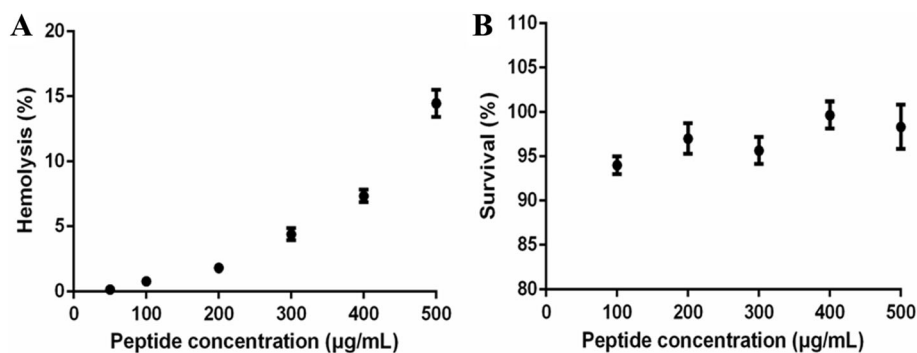 A
Hemolysis (%)
20
15
10
5
0
0 100 200 300 400 500
Peptide concentration (μg/mL)
B
Survival (%)
110
105
100
95
90
85
80
0 100 200 300 400 500
Peptide concentration (μg/mL)